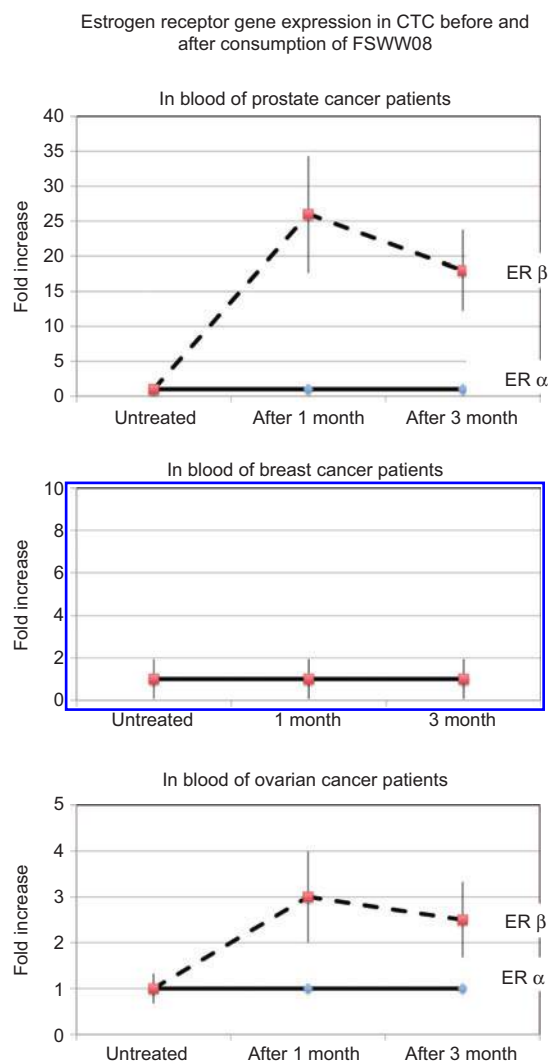 Estrogen receptor gene expression in CTC before and
after consumption of FSWW08
In blood of prostate cancer patients
Fold increase
40
35
30
25
20
15
10
5
0
ER β
ER α
Untreated After 1 month After 3 month
In blood of breast cancer patients
Fold increase
10
8
6
4
2
0
Untreated 1 month 3 month
In blood of ovarian cancer patients
Fold increase
5
4
3
2
1
0
ER β
ER α
Untreated After 1 month After 3 month